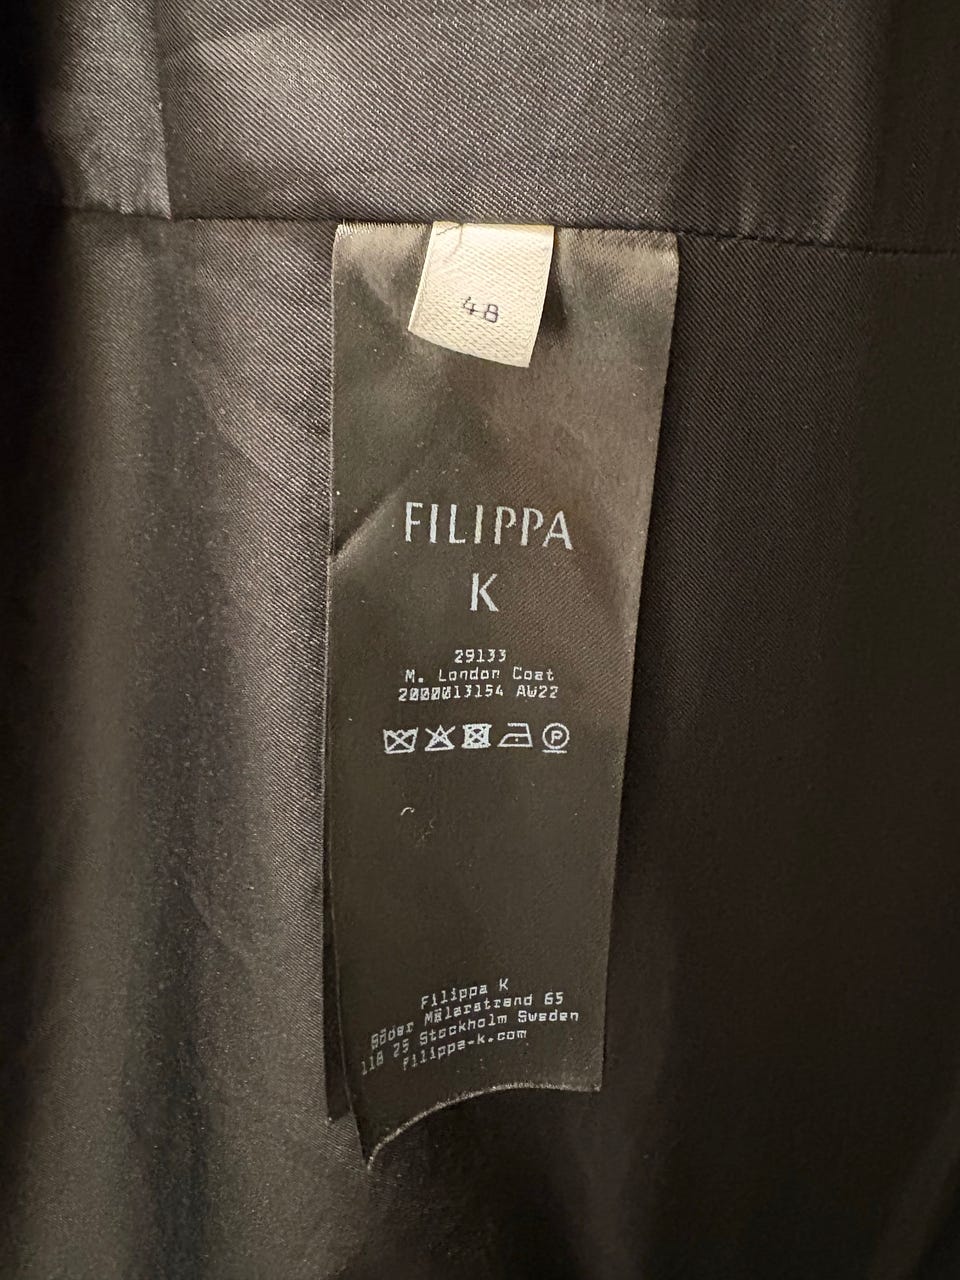 48
FILIPPA
K
29133
M. London Coat
2000013154 AW22
P
Filippa K
Söder Mälarstrand 65
118 25 Stockholm Sweden
Filippa-k.com